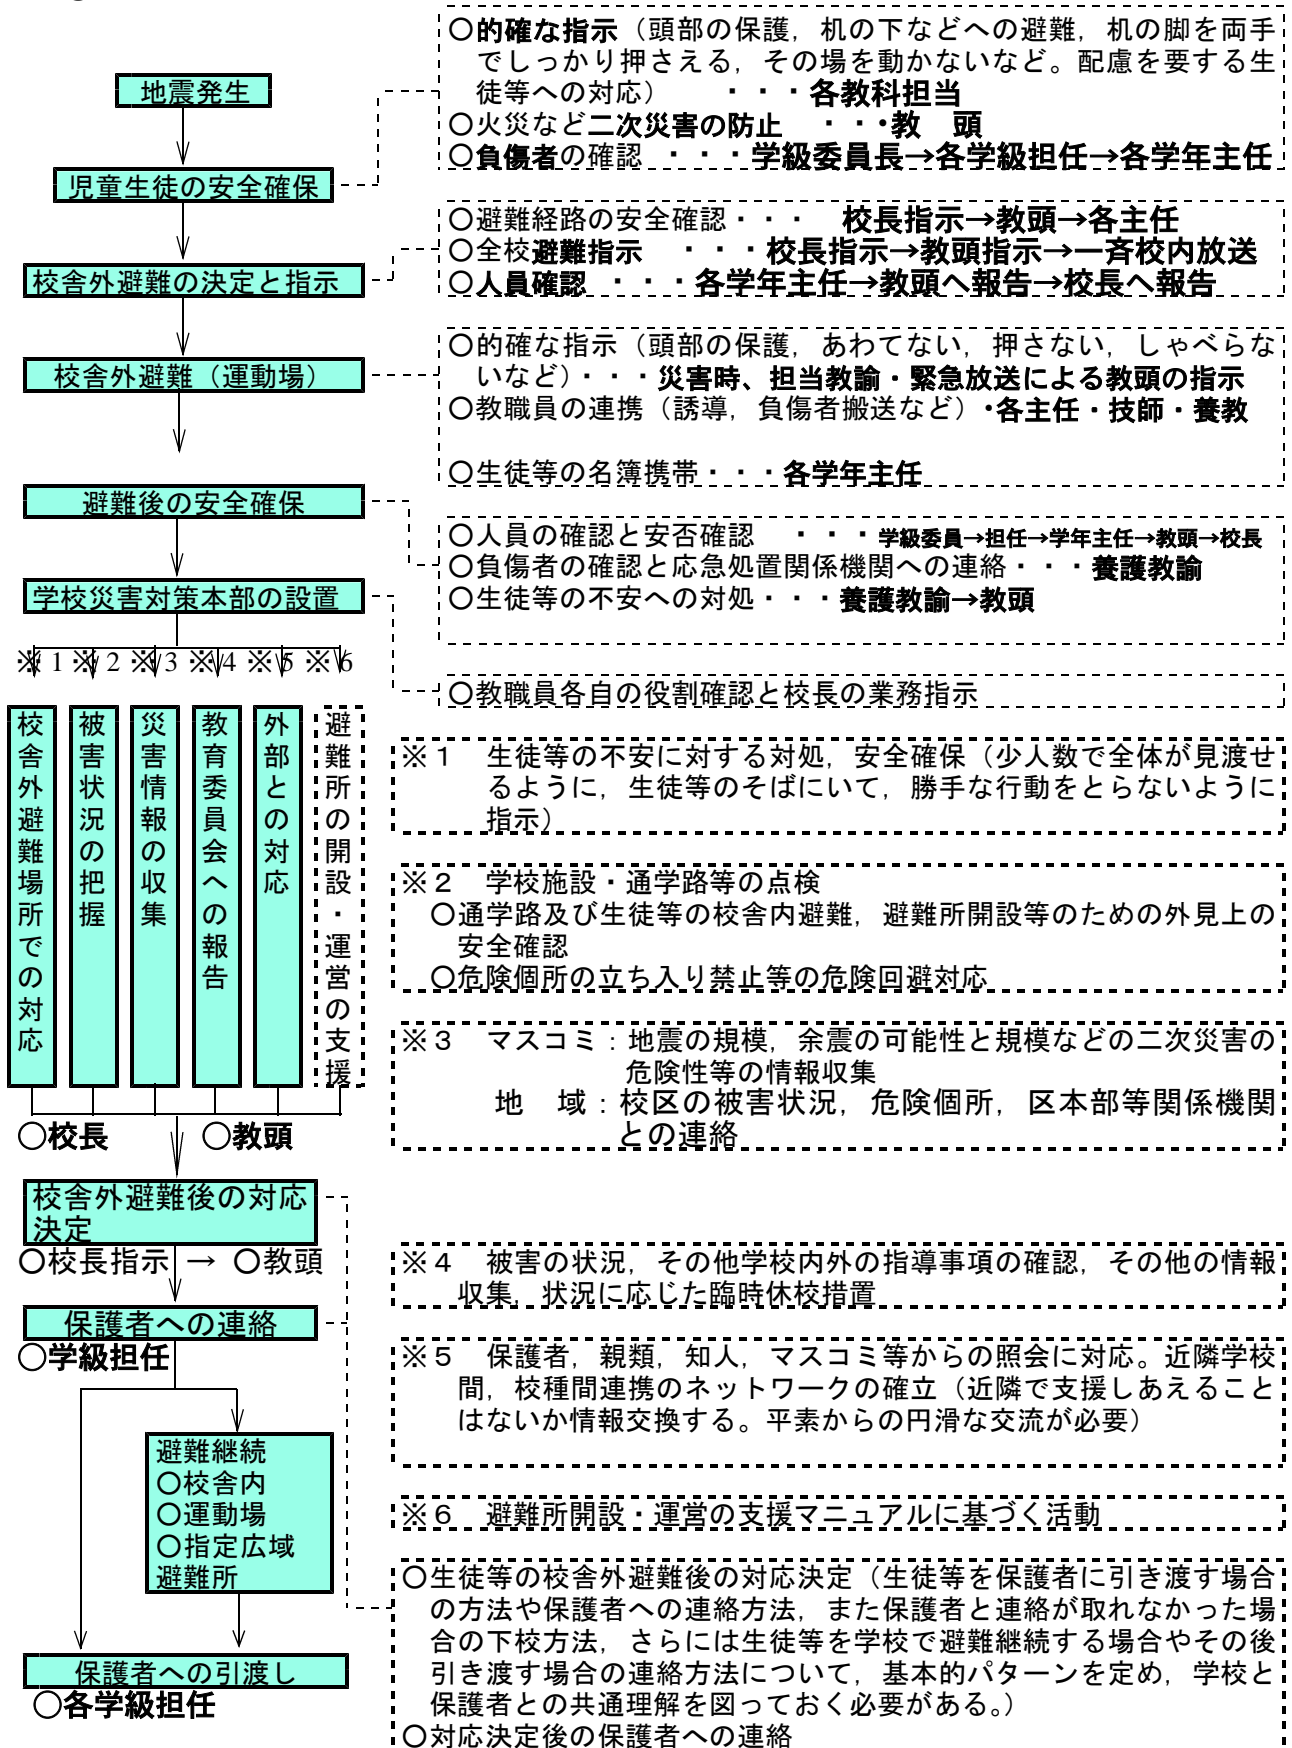 地震発生
児童生徒の安全確保
校舎外避難の決定と指示
校舎外避難（運動場）
避難後の安全確保
学校災害対策本部の設置
※1 ※2 ※3 ※4 ※5 ※6
校舎外避難場所での対応
被害状況の把握
災害情報の収集
教育委員会への報告
外部との対応
避難所の開設・運営の支援
〇校長　〇教頭
校舎外避難後の対応
決定
〇校長指示 → 〇教頭
保護者への連絡
〇学級担任
避難継続
〇校舎内
〇運動場
〇指定広域
避難所
保護者への引渡し
〇各学級担任
〇的確な指示（頭部の保護，机の下などへの避難，机の脚を両手
でしっかり押さえる，その場を動かないなど。配慮を要する生
徒等への対応）　・・・各教科担当
〇火災など二次災害の防止　・・・教　頭
〇負傷者の確認　・・・学級委員長→各学級担任→各学年主任
〇避難経路の安全確認・・・　校長指示→教頭→各主任
〇全校避難指示　・・・校長指示→教頭指示→一斉校内放送
〇人員確認　・・・各学年主任→教頭へ報告→校長へ報告
〇的確な指示（頭部の保護，あわてない，押さない，しゃべらな
いなど）・・・災害時、担当教諭・緊急放送による教頭の指示
〇教職員の連携（誘導，負傷者搬送など）・各主任・技師・養教
〇生徒等の名簿携帯・・・各学年主任
〇人員の確認と安否確認　・・・学級委員→担任→学年主任→教頭→校長
〇負傷者の確認と応急処置関係機関への連絡・・・養護教諭
〇生徒等の不安への対処・・・養護教諭→教頭
〇教職員各自の役割確認と校長の業務指示
※１　生徒等の不安に対する対処，安全確保（少人数で全体が見渡せ
るように，生徒等のそばにいて，勝手な行動をとらないように
指示）
※２　学校施設・通学路等の点検
〇通学路及び生徒等の校舎内避難，避難所開設等のための外見上の
安全確認
〇危険個所の立ち入り禁止等の危険回避対応
※３　マスコミ：地震の規模，余震の可能性と規模などの二次災害の
危険性等の情報収集
地　域：校区の被害状況，危険個所，区本部等関係機関
との連絡
※４　被害の状況，その他学校内外の指導事項の確認，その他の情報
収集，状況に応じた臨時休校措置
※５　保護者，親類，知人，マスコミ等からの照会に対応。近隣学校
間，校種間連携のネットワークの確立（近隣で支援しあえること
はないか情報交換する。平素からの円滑な交流が必要）
※６　避難所開設・運営の支援マニュアルに基づく活動
〇生徒等の校舎外避難後の対応決定（生徒等を保護者に引き渡す場合
の方法や保護者への連絡方法，また保護者と連絡が取れなかった場
合の下校方法，さらには生徒等を学校で避難継続する場合やその後
引き渡す場合の連絡方法について，基本的パターンを定め，学校と
保護者との共通理解を図っておく必要がある。）
〇対応決定後の保護者への連絡